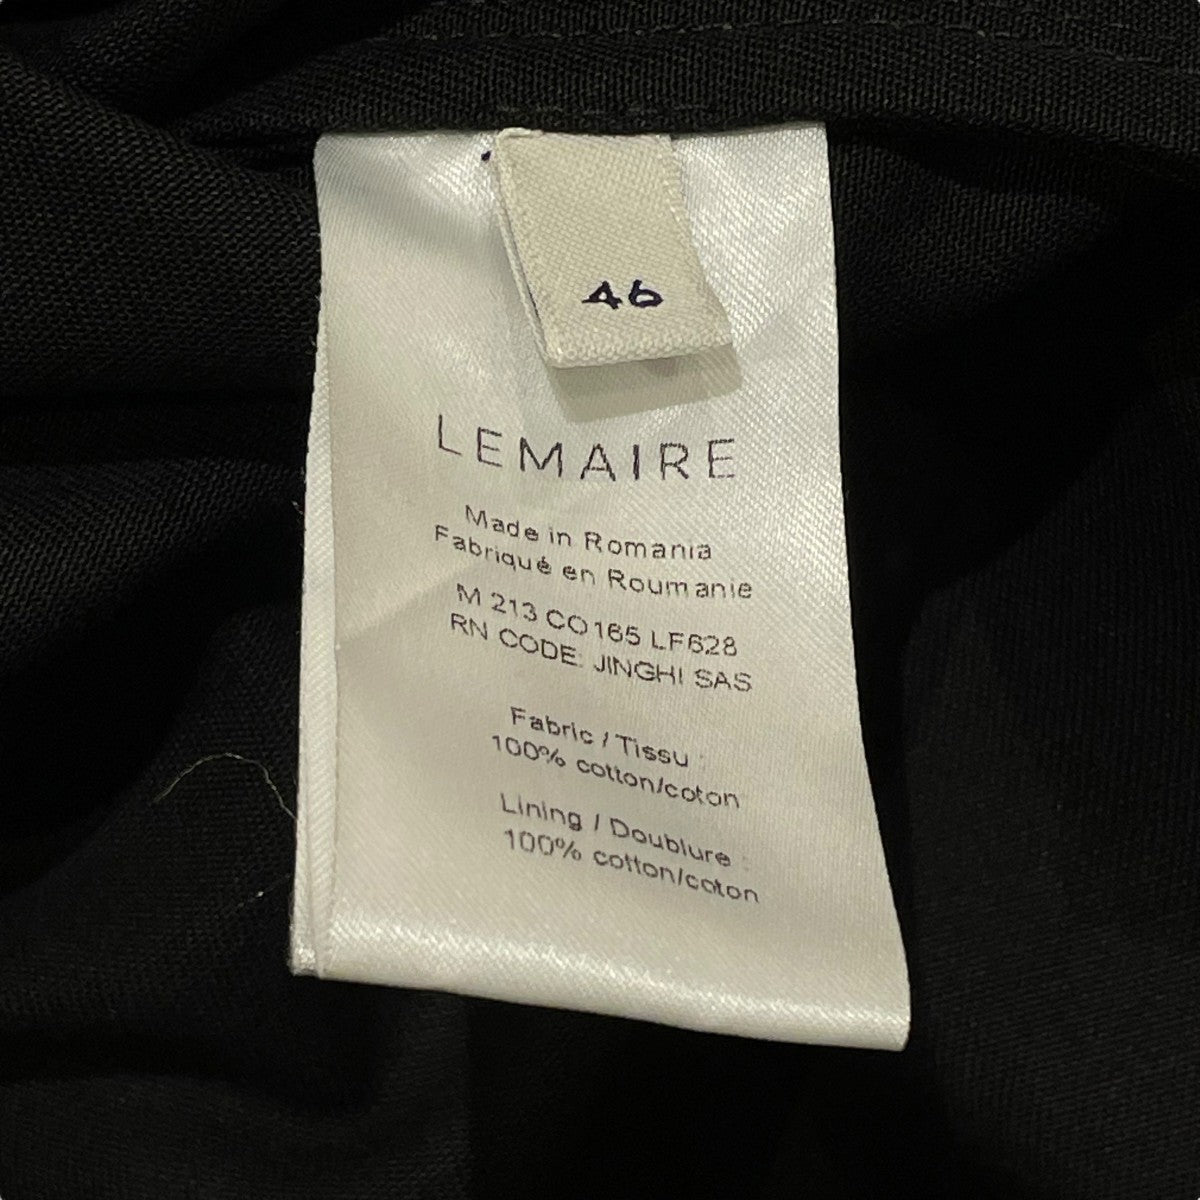 46
LEMAIRE
Made in Romania
Fabriqué en Roumanie
M 213 CO165 LF628
RN CODE: JINGHI SAS
Fabric / Tissu :
100% cotton/coton
Lining / Doublure :
100% cotton/coton